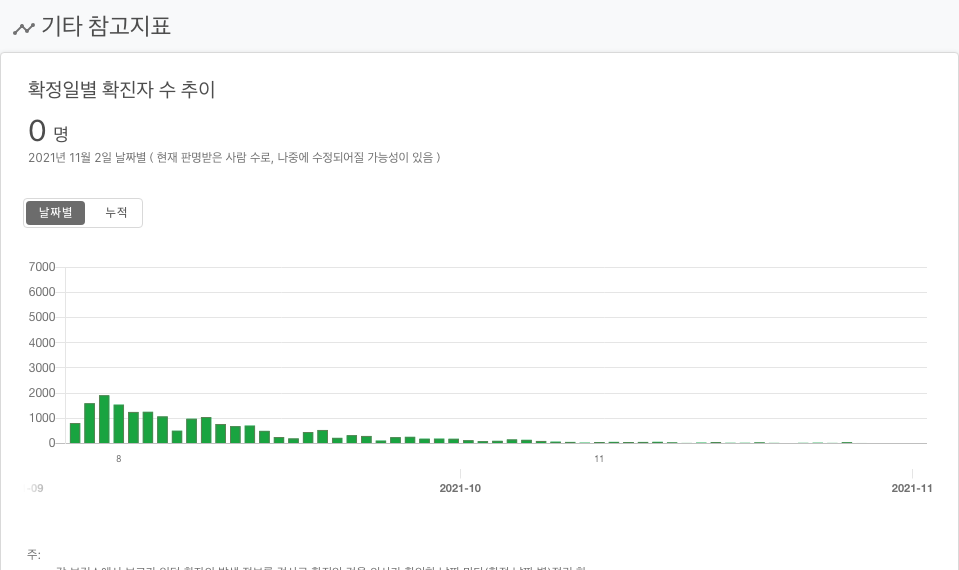 기타 참고지표
확정일별 확진자 수 추이
0 명
2021년 11월 2일 날짜별 ( 현재 판명받은 사람 수로, 나중에 수정되어질 가능성이 있음 )
날짜별 누적
7000
6000
5000
4000
3000
2000
1000
0
8 11
-09 2021-10 2021-11
주: